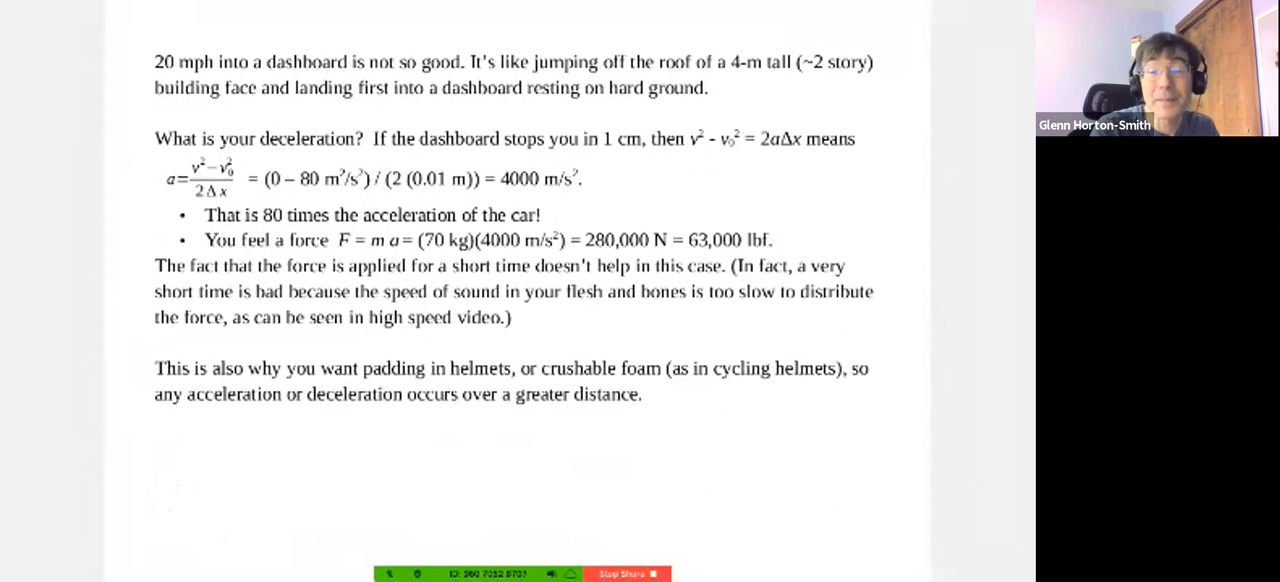 20 mph into a dashboard is not so good. It's like jumping off the roof of a 4-m tall (~2 story)
building face and landing first into a dashboard resting on hard ground.
What is your deceleration? If the dashboard stops you in 1 cm, then v² - v₀² = 2aΔx means
a = (v² − v₀²) / (2 Δ x) = (0 – 80 m²/s²) / (2 (0.01 m)) = 4000 m/s².
• That is 80 times the acceleration of the car!
• You feel a force F = m a = (70 kg)(4000 m/s²) = 280,000 N = 63,000 lbf.
The fact that the force is applied for a short time doesn't help in this case. (In fact, a very
short time is bad because the speed of sound in your flesh and bones is too slow to distribute
the force, as can be seen in high speed video.)
This is also why you want padding in helmets, or crushable foam (as in cycling helmets), so
any acceleration or deceleration occurs over a greater distance.
Glenn Horton-Smith
Stop Share